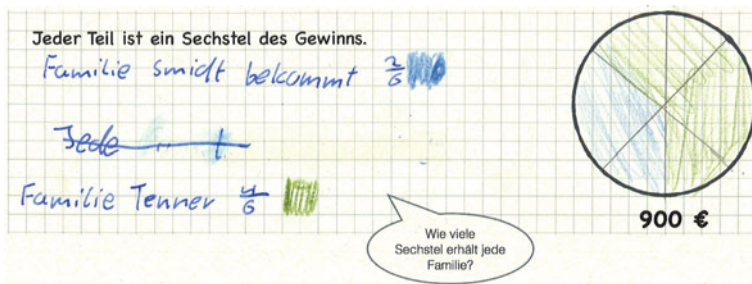 Jeder Teil ist ein Sechstel des Gewinns.
Familie smidt bekommt 2/6
Jede
Familie Tenner 4/6
900 €
Wie viele
Sechstel erhält jede
Familie?